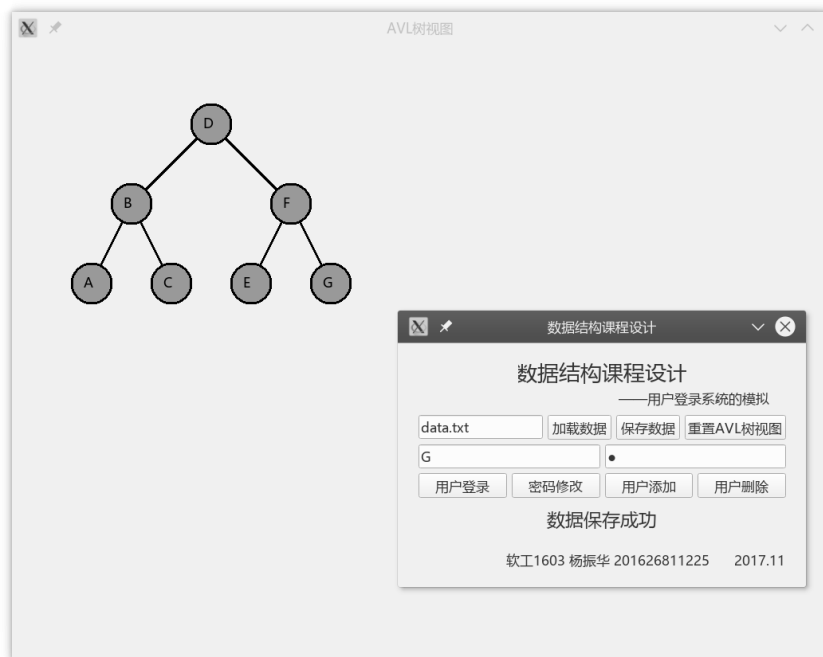 AVL树视图
D
B F
A C E G
数据结构课程设计
数据结构课程设计
——用户登录系统的模拟
data.txt 加载数据 保存数据 重置AVL树视图
G ●
用户登录 密码修改 用户添加 用户删除
数据保存成功
软工1603 杨振华 201626811225 2017.11